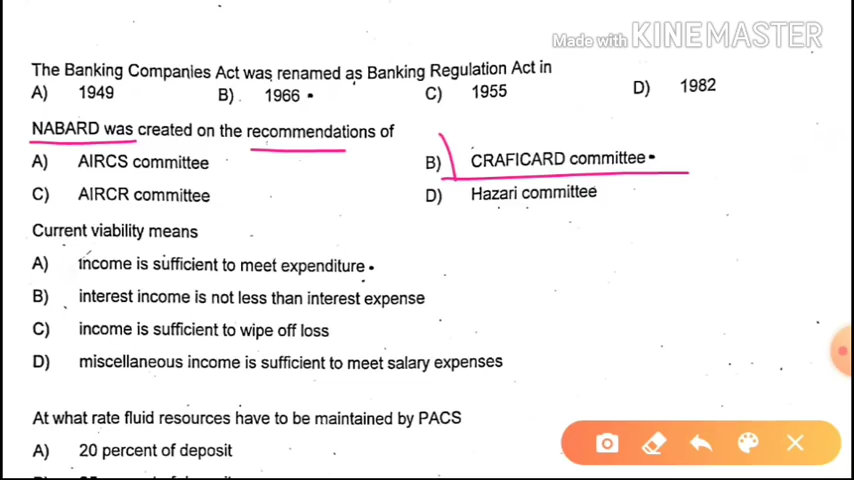 Made with KINEMASTER
The Banking Companies Act was renamed as Banking Regulation Act in
A) 1949 B) 1966 C) 1955 D) 1982
NABARD was created on the recommendations of
A) AIRCS committee B) CRAFICARD committee
C) AIRCR committee D) Hazari committee
Current viability means
A) income is sufficient to meet expenditure
B) interest income is not less than interest expense
C) income is sufficient to wipe off loss
D) miscellaneous income is sufficient to meet salary expenses
At what rate fluid resources have to be maintained by PACS
A) 20 percent of deposit